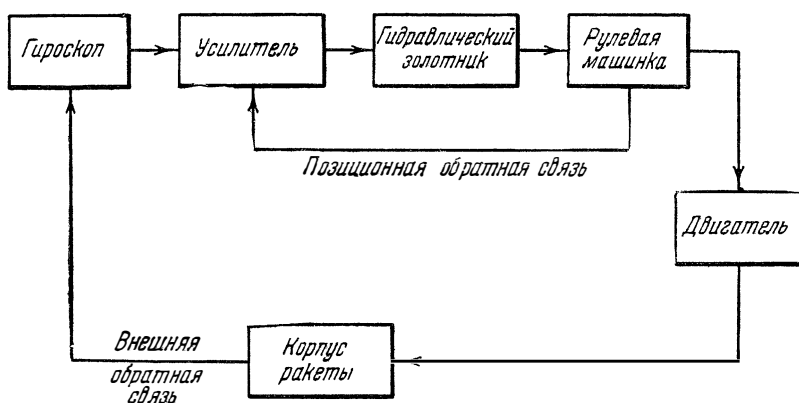 Гироскоп
Усилитель
Гидравлический
золотник
Рулевая
машинка
Позиционная обратная связь
Двигатель
Внешняя
обратная
связь
Корпус
ракеты